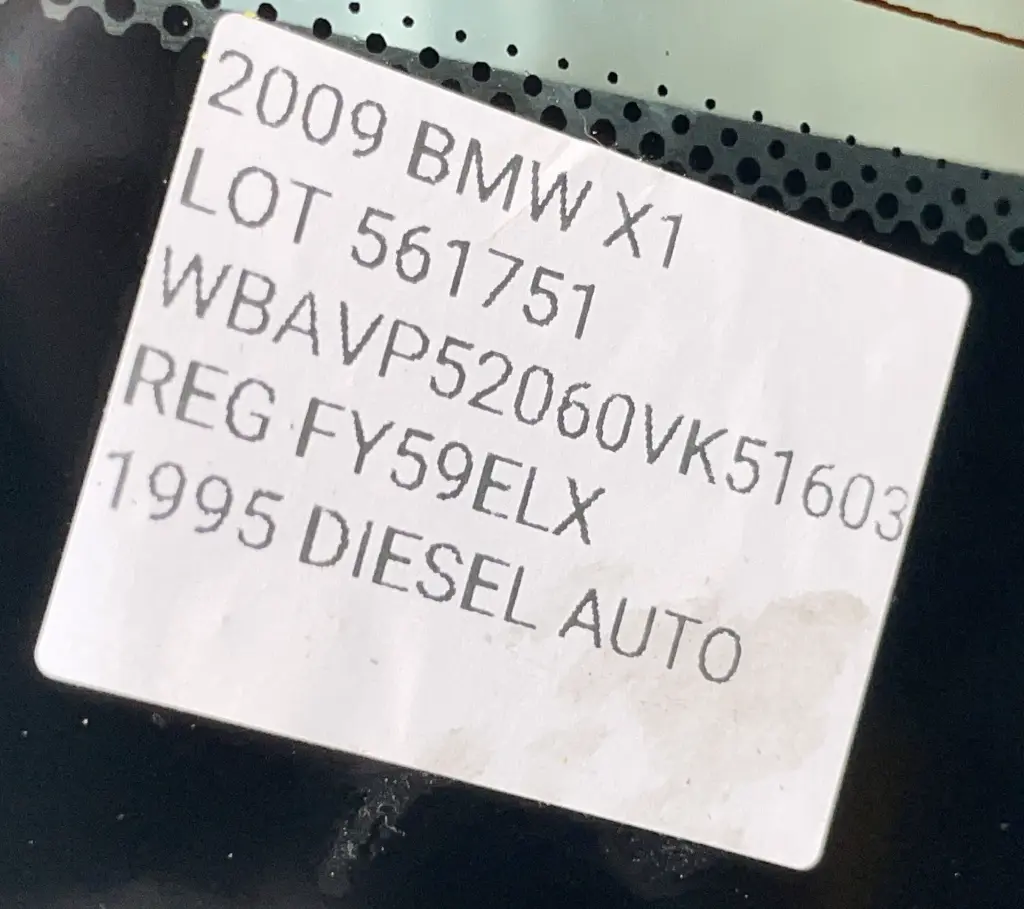 2009 BMW X1
LOT 561751
WBAVP52060VK51603
REG FY59ELX
1995 DIESEL AUTO